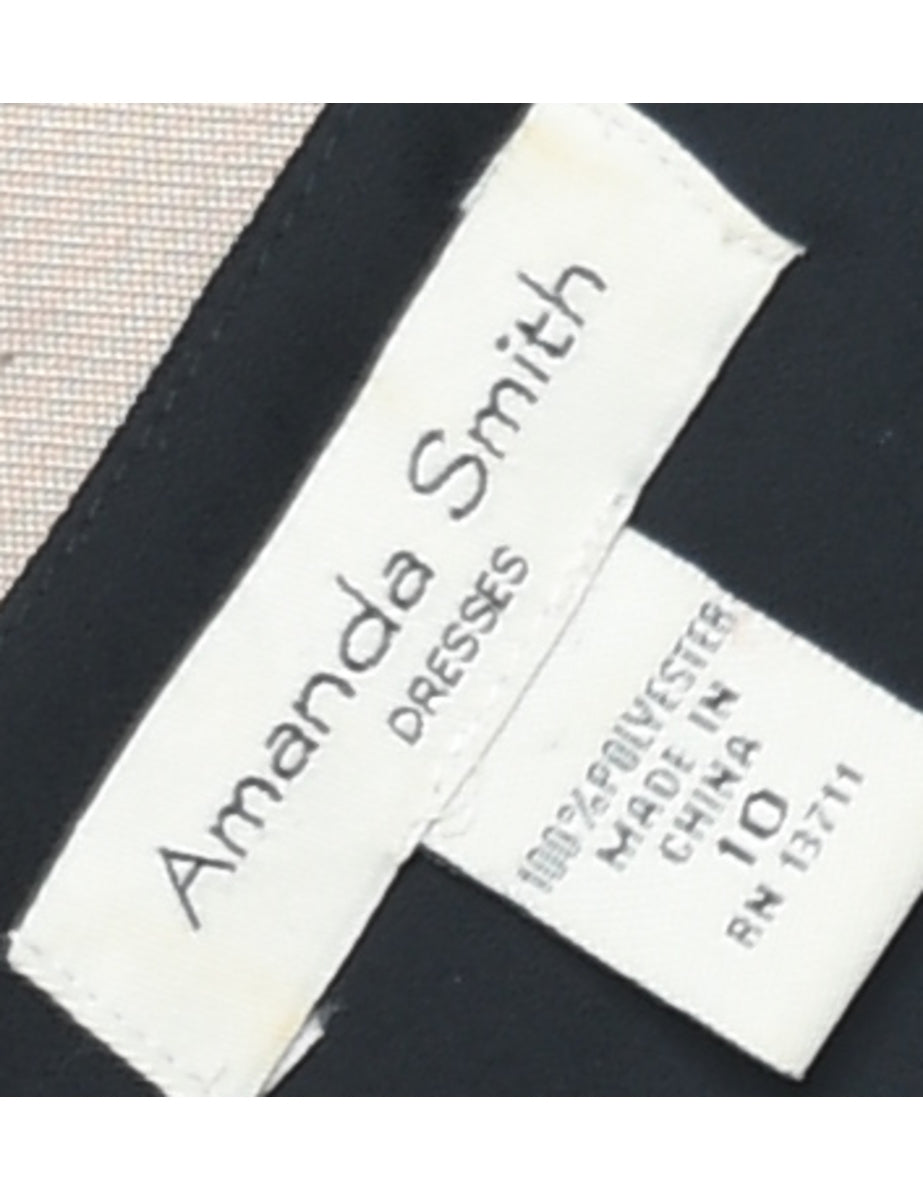 Amanda Smith
DRESSES
100%POLYESTER
MADE IN
CHINA
10
RN 13711